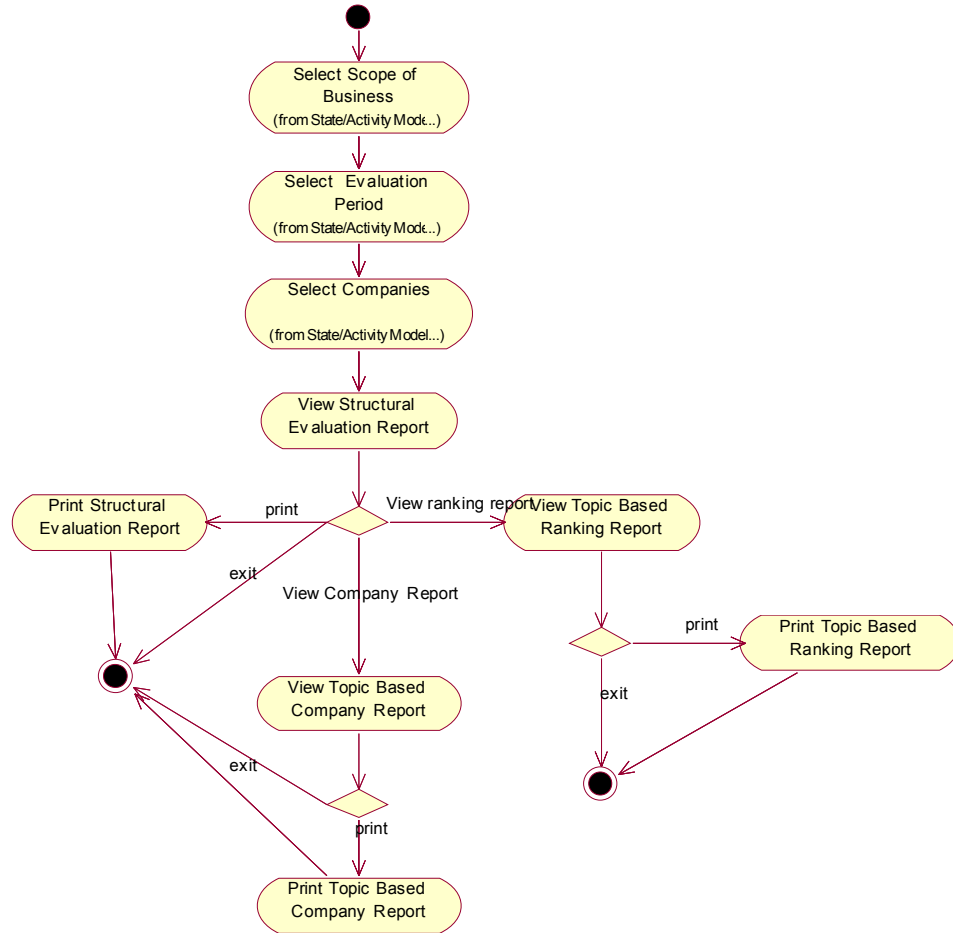 Select Scope of
Business
(from State/Activity Mode...)
Select Evaluation
Period
(from State/Activity Mode...)
Select Companies
(from State/Activity Model...)
View Structural
Evaluation Report
Print Structural
Evaluation Report
print
View ranking report
View Topic Based
Ranking Report
exit
View Company Report
print
Print Topic Based
Ranking Report
exit
View Topic Based
Company Report
exit
print
Print Topic Based
Company Report